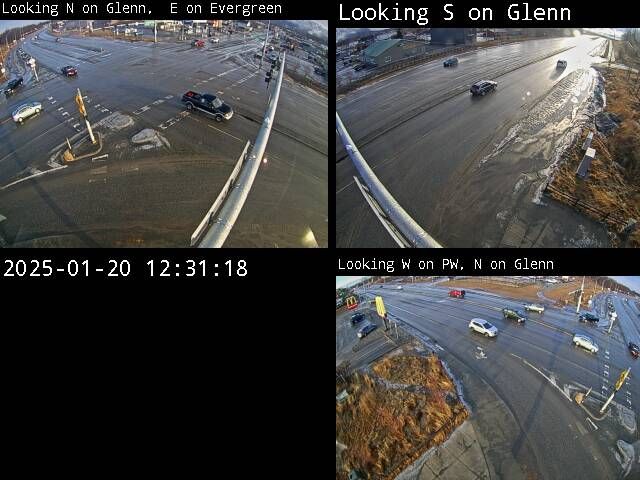 Looking N on Glenn,  E on Evergreen
Looking S on Glenn
2025-01-20 12:31:18
Looking W on PW, N on Glenn